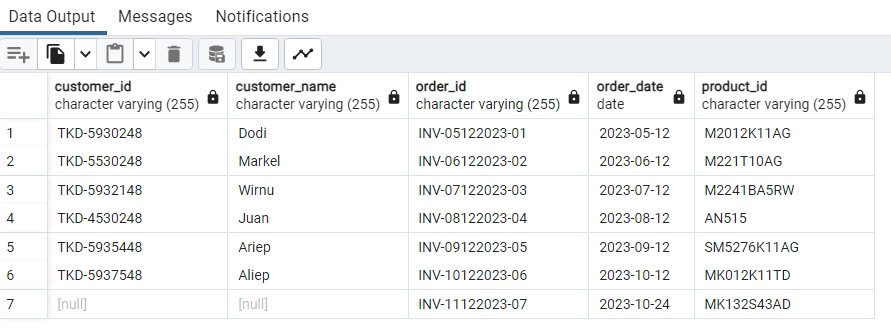 Data Output Messages Notifications
customer_id customer_name order_id order_date product_id
character varying (255) character varying (255) character varying (255) date character varying (255)
1 TKD-5930248 Dodi INV-05122023-01 2023-05-12 M2012K11AG
2 TKD-5530248 Markel INV-06122023-02 2023-06-12 M221T10AG
3 TKD-5932148 Wirnu INV-07122023-03 2023-07-12 M2241BA5RW
4 TKD-4530248 Juan INV-08122023-04 2023-08-12 AN515
5 TKD-5935448 Ariep INV-09122023-05 2023-09-12 SM5276K11AG
6 TKD-5937548 Aliep INV-10122023-06 2023-10-12 MK012K11TD
7 [null] [null] INV-11122023-07 2023-10-24 MK132S43AD